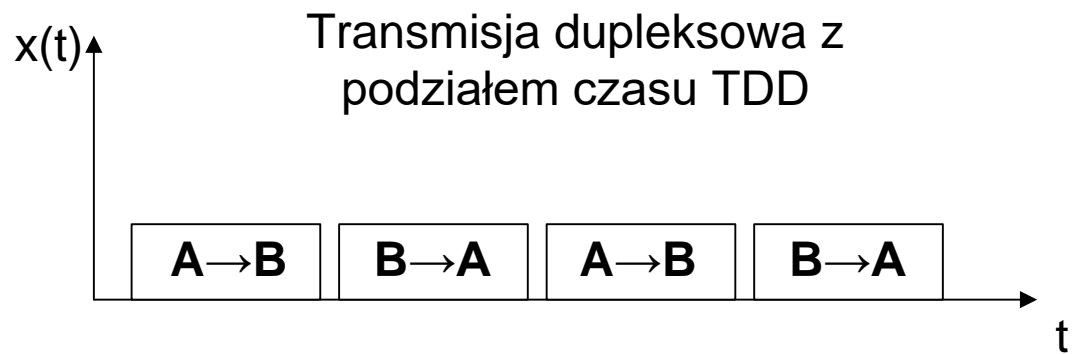 x(t)
Transmisja dupleksowa z
podziałem czasu TDD
A→B
B→A
A→B
B→A
t